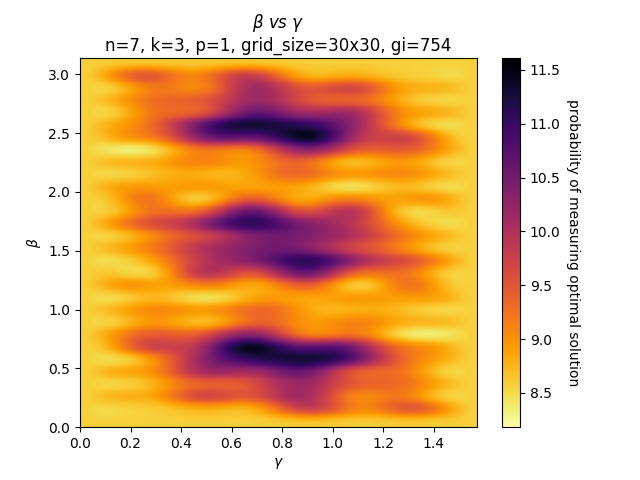 β vs γ
n=7, k=3, p=1, grid_size=30x30, gi=754
3.0
2.5
2.0
1.5
1.0
0.5
0.0
β
0.0 0.2 0.4 0.6 0.8 1.0 1.2 1.4
γ
11.5
11.0
10.5
10.0
9.5
9.0
8.5
probability of measuring optimal solution